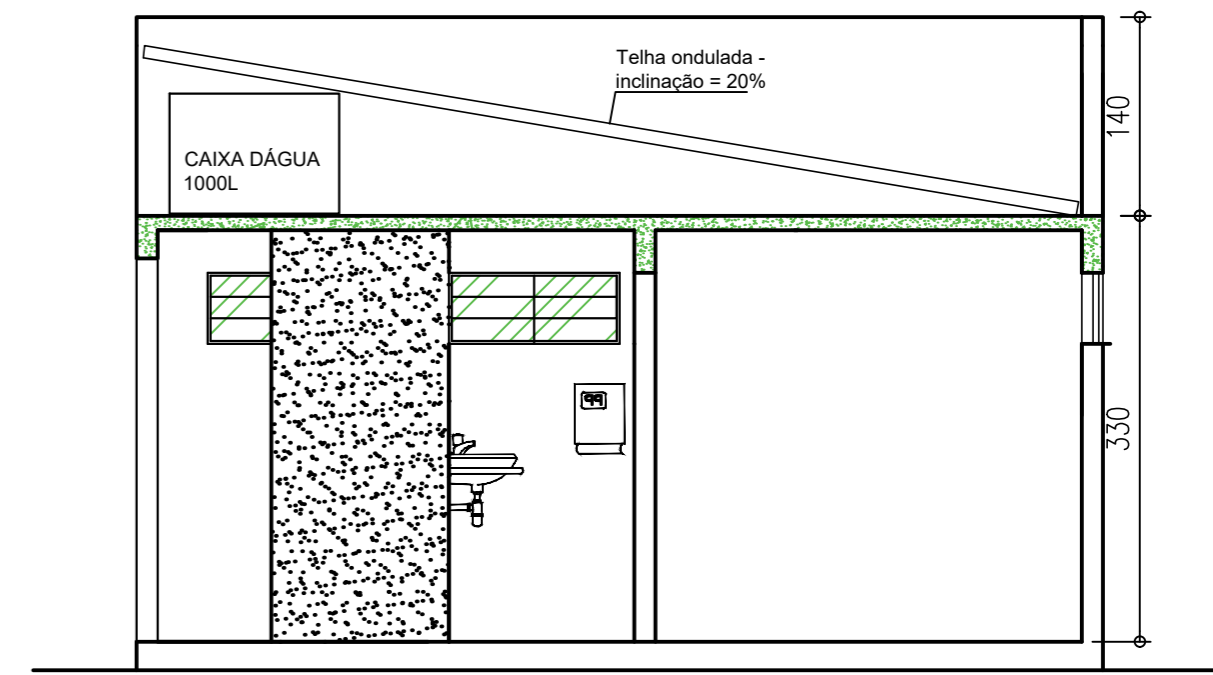 Telha ondulada -
inclinação = 20%
140
CAIXA DÁGUA
1000L
330